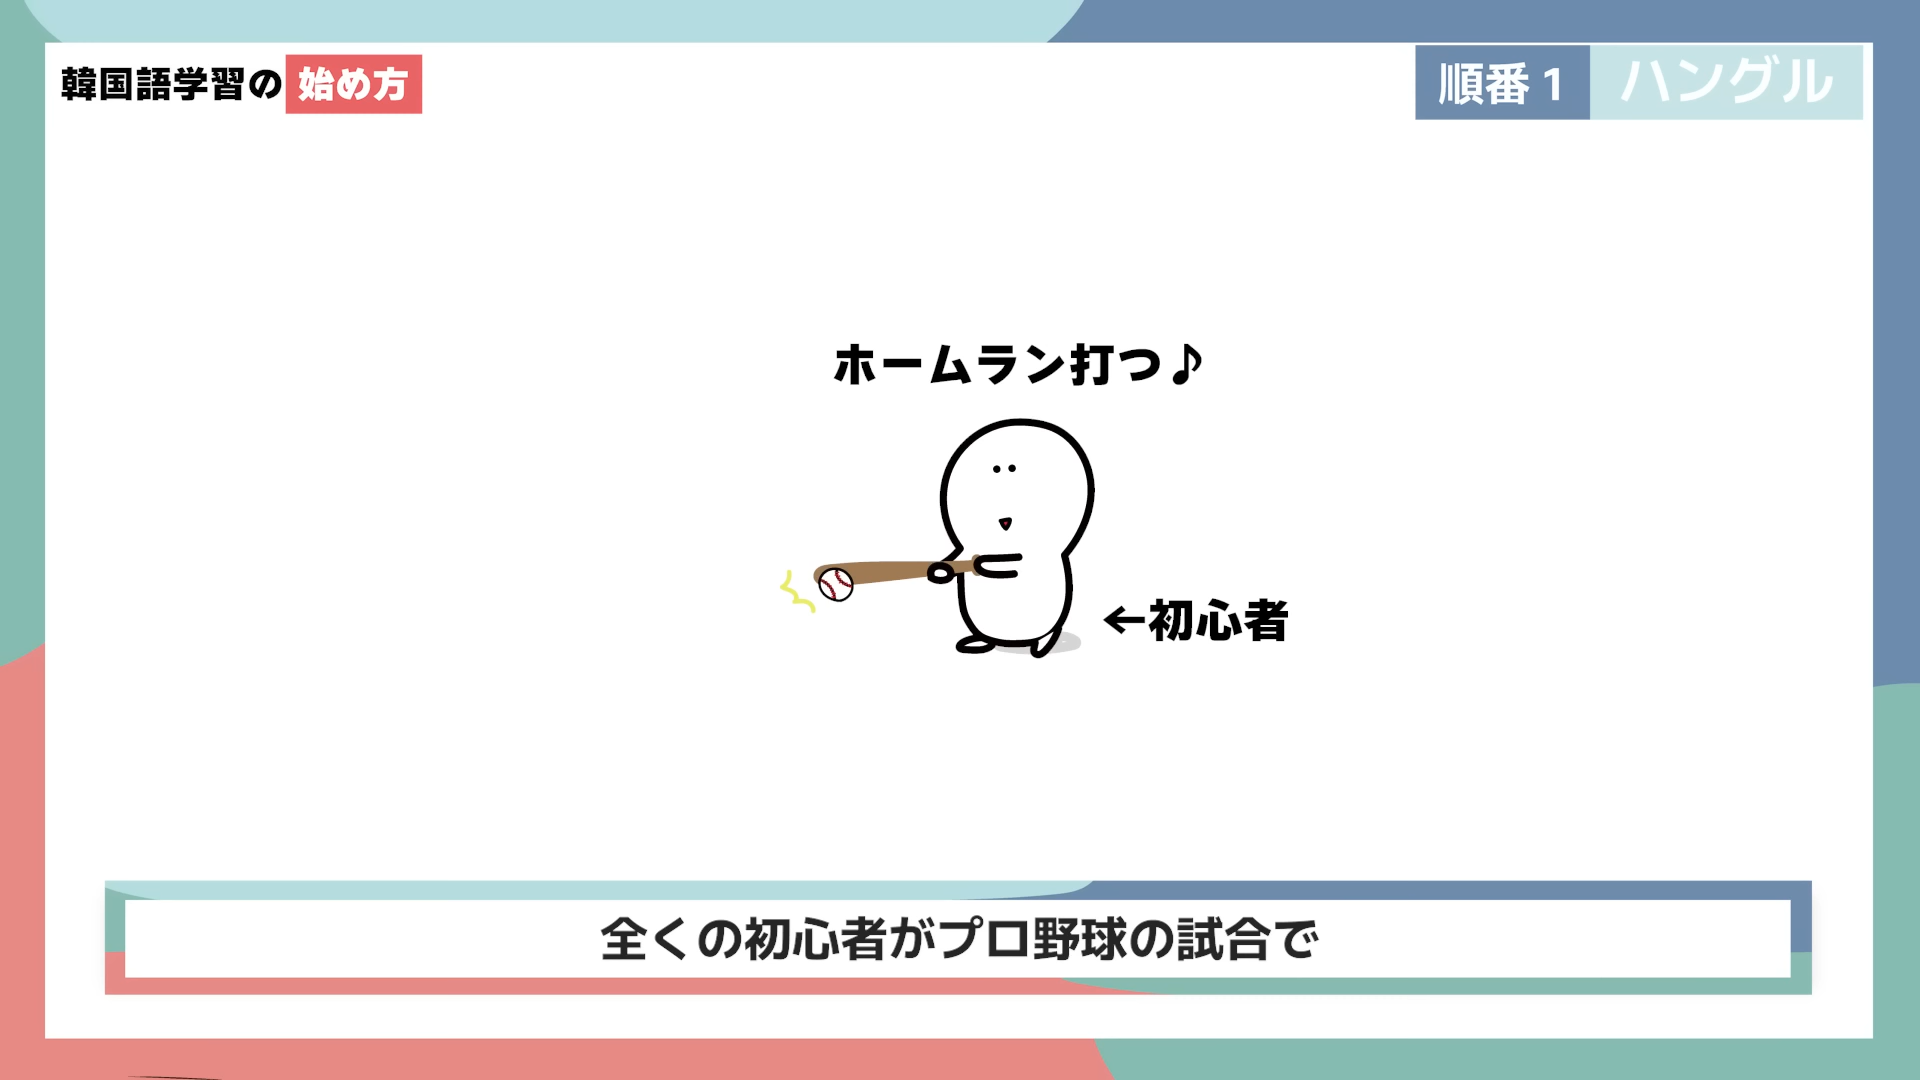 韓国語学習の 始め方
順番1 ハングル
ホームラン打つ♪
←初心者
全くの初心者がプロ野球の試合で